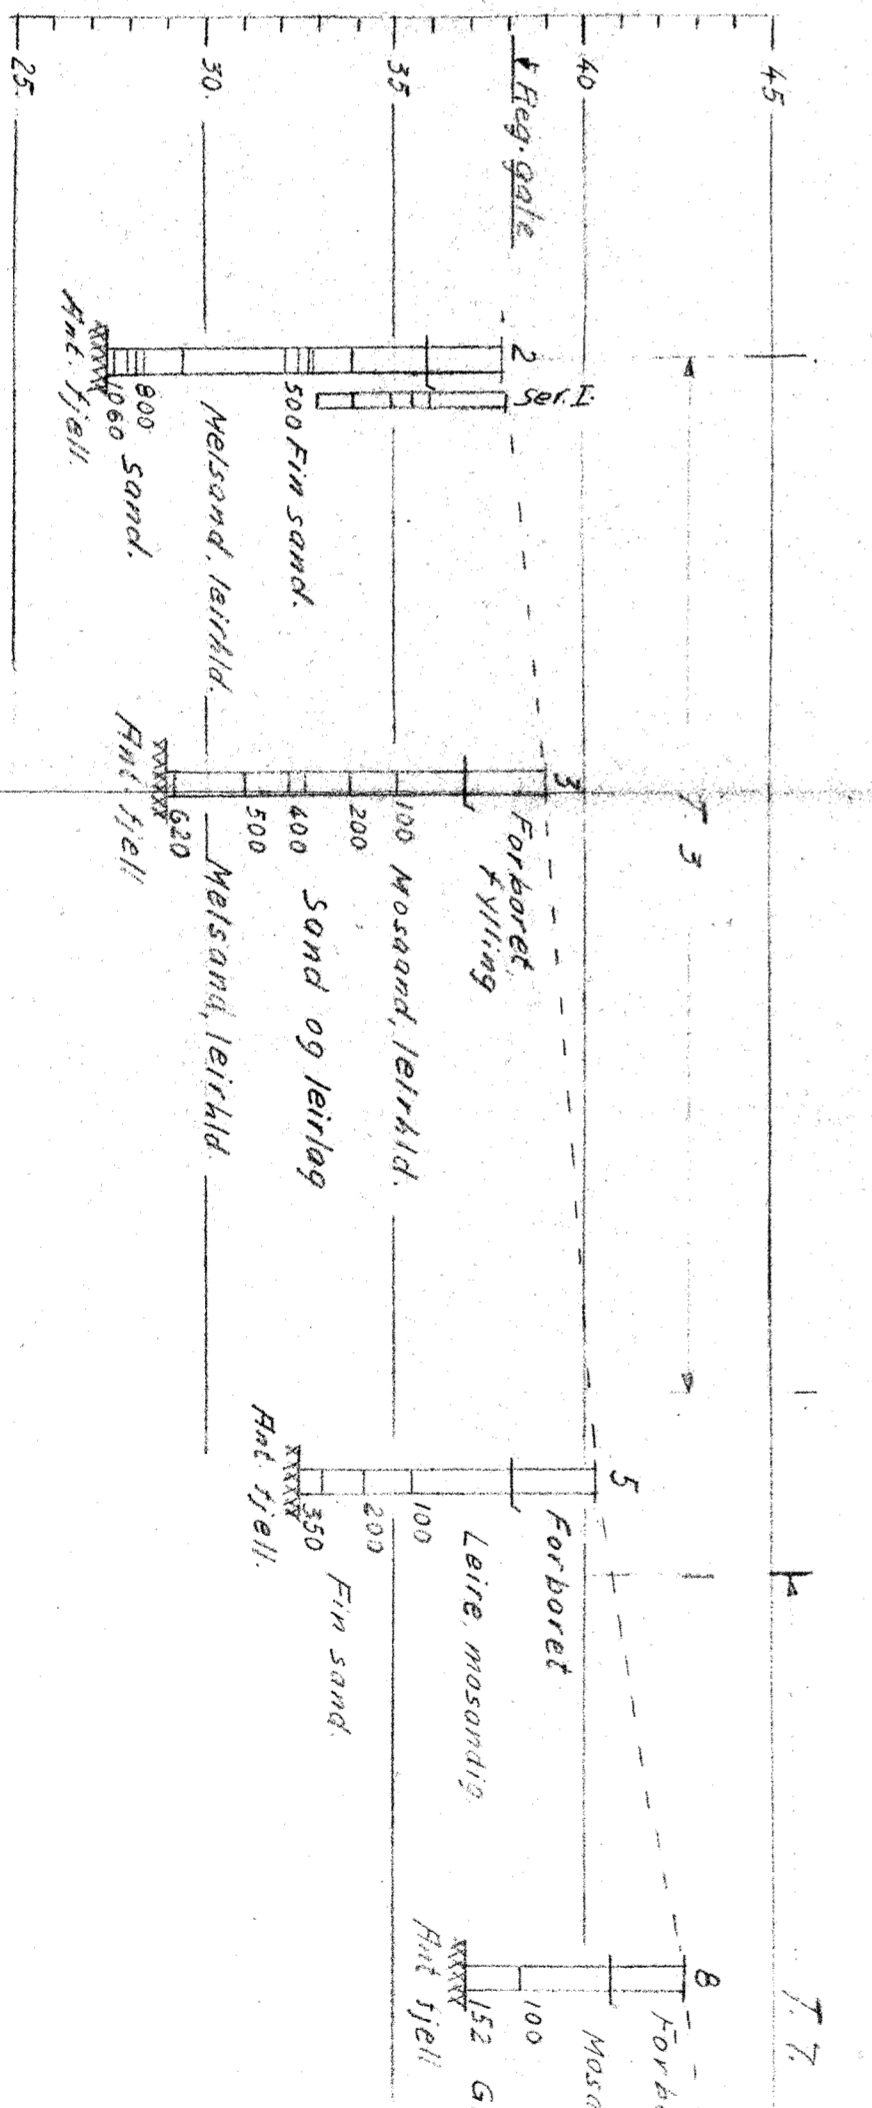 45
40
35
30.
25.
Reg. gate
T. 3
T. 7.
2
Ser. I.
500 Fin sand.
Melsand, leirhld.
800
Sand.
1060
Ant. fjell.
3
Forboret
fylling
100 Mosand, leirhld.
200
Sand og leirlag
400
500
Melsand, leirhld.
620
Ant. fjell
5
Forboret
Leire, mosandig.
100
200
Fin sand.
350
Ant. fjell.
8
Forb
Mosa
100
152 G
Ant fjell